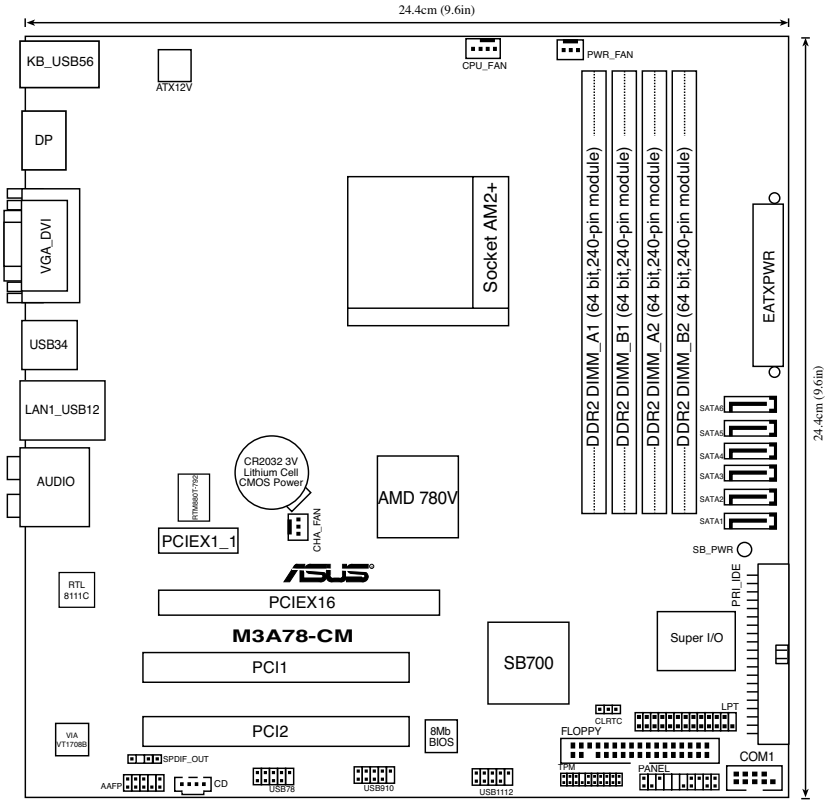 24.4cm (9.6in)
KB_USB56
ATX12V
CPU_FAN
PWR_FAN
DP
VGA_DVI
Socket AM2+
DDR2 DIMM_A1 (64 bit,240-pin module)
DDR2 DIMM_B1 (64 bit,240-pin module)
DDR2 DIMM_A2 (64 bit,240-pin module)
DDR2 DIMM_B2 (64 bit,240-pin module)
EATXPWR
24.4cm (9.6in)
USB34
LAN1_USB12
AUDIO
SATA6
SATA5
SATA4
SATA3
SATA2
SATA1
CR2032 3V
Lithium Cell
CMOS Power
RTM880T-792
AMD 780V
CHA_FAN
PCIEX1_1
SB_PWR
PRI_IDE
ASUS
RTL
8111C
PCIEX16
M3A78-CM
Super I/O
PCI1
SB700
PCI2
LPT
CLRTC
VIA
VT1708B
8Mb
BIOS
FLOPPY
SPDIF_OUT
COM1
TPM
PANEL
AAFP
CD
USB78
USB910
USB1112